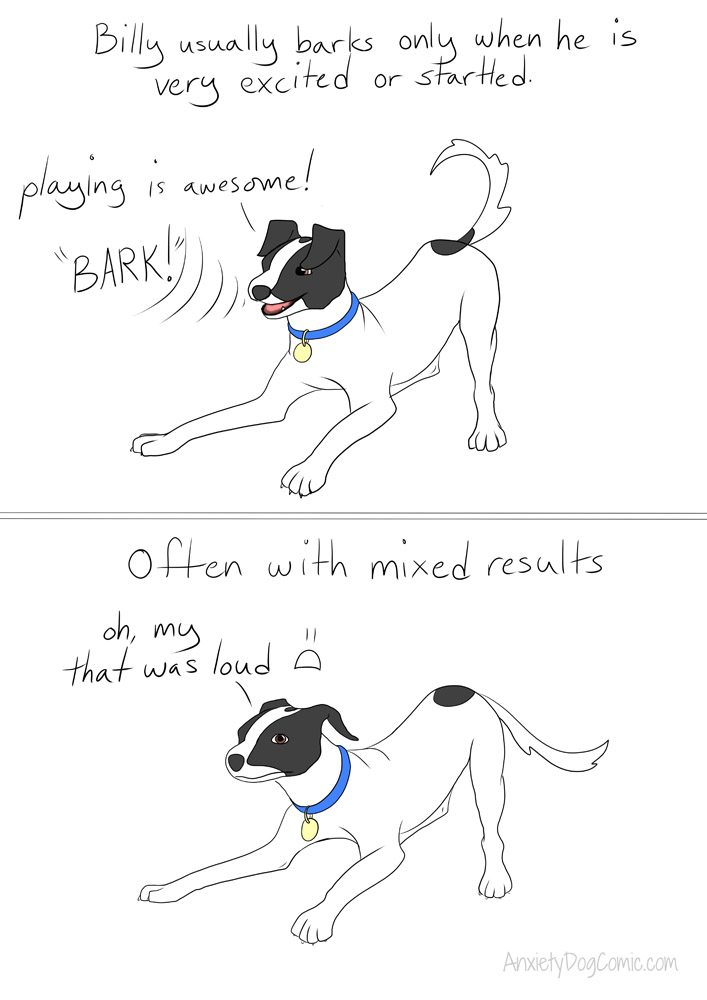 Billy usually barks only when he is
very excited or startled.
playing is awesome!
"BARK!"
Often with mixed results
oh, my
that was loud D:
AnxietyDogComic.com